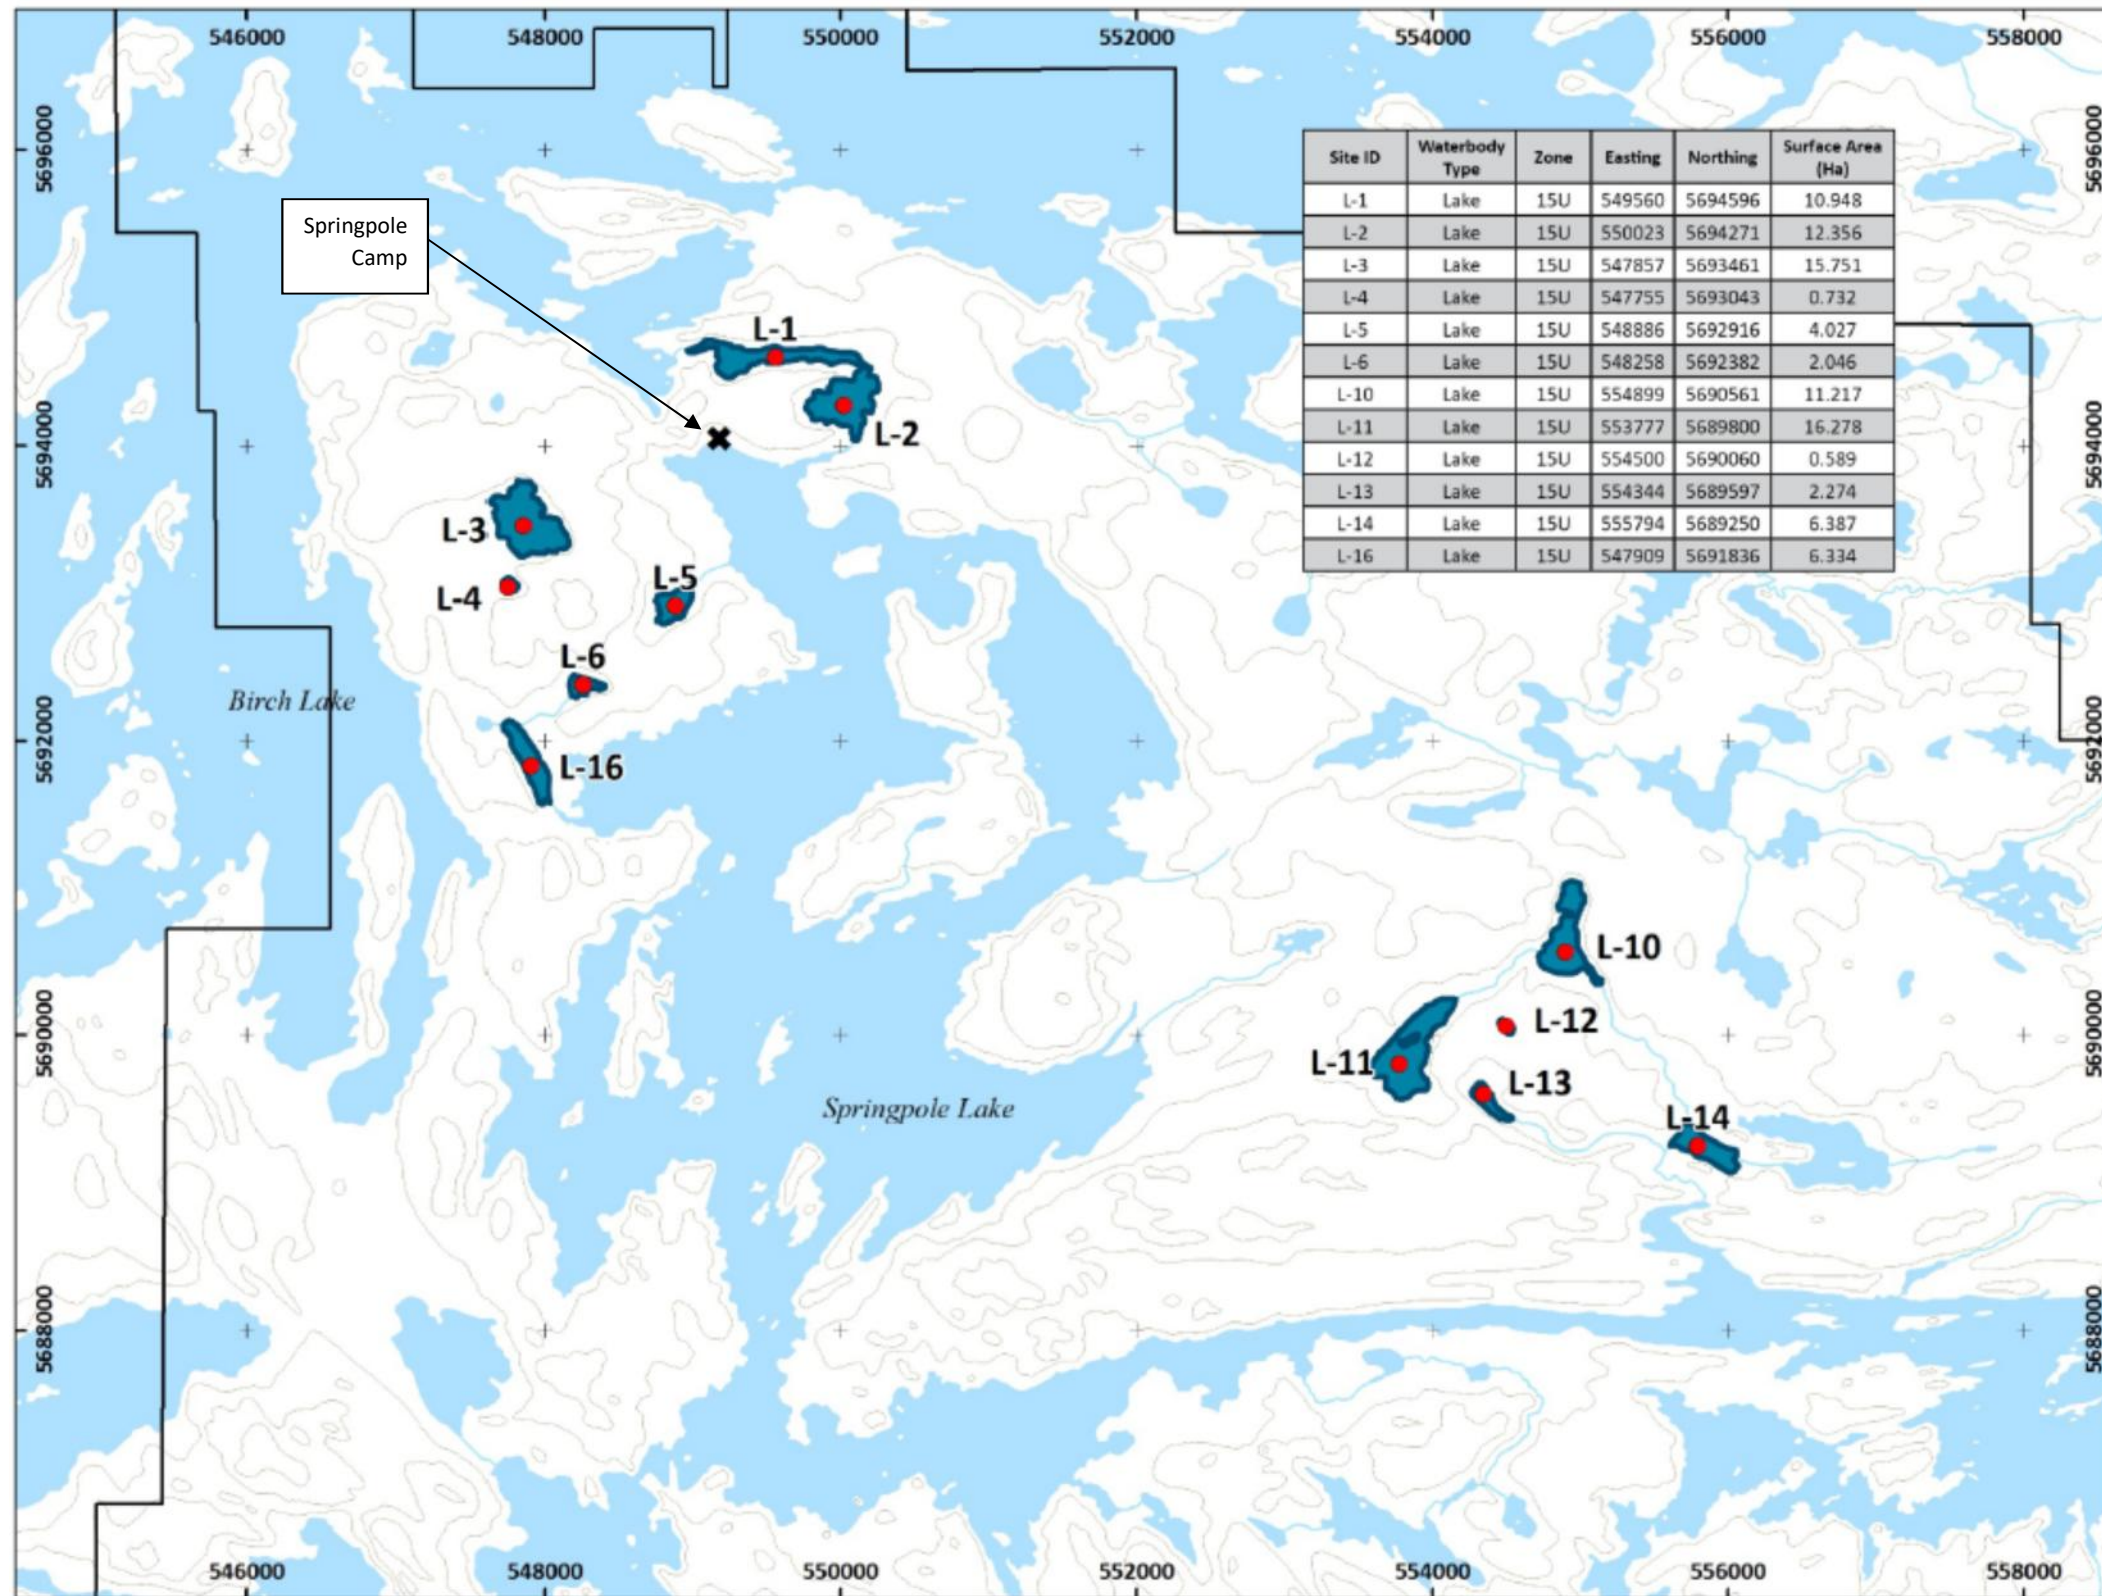 546000 548000 550000 552000 554000 556000 558000
5696000 5696000
Site ID Waterbody Type Zone Easting Northing Surface Area (Ha)
L-1 Lake 15U 549560 5694596 10.948
L-2 Lake 15U 550023 5694271 12.356
L-3 Lake 15U 547857 5693461 15.751
L-4 Lake 15U 547755 5693043 0.732
L-5 Lake 15U 548886 5692916 4.027
L-6 Lake 15U 548258 5692382 2.046
L-10 Lake 15U 554899 5690561 11.217
L-11 Lake 15U 553777 5689800 16.278
L-12 Lake 15U 554500 5690060 0.589
L-13 Lake 15U 554344 5689597 2.274
L-14 Lake 15U 555794 5689250 6.387
L-16 Lake 15U 547909 5691836 6.334
Springpole
Camp
L-1
L-2
5694000 5694000
L-3
L-5
L-4
L-6
Birch Lake
5692000 5692000
L-16
L-10
L-12
5690000 5690000
L-11
L-13
Springpole Lake
L-14
5688000 5688000
546000 548000 550000 552000 554000 556000 558000